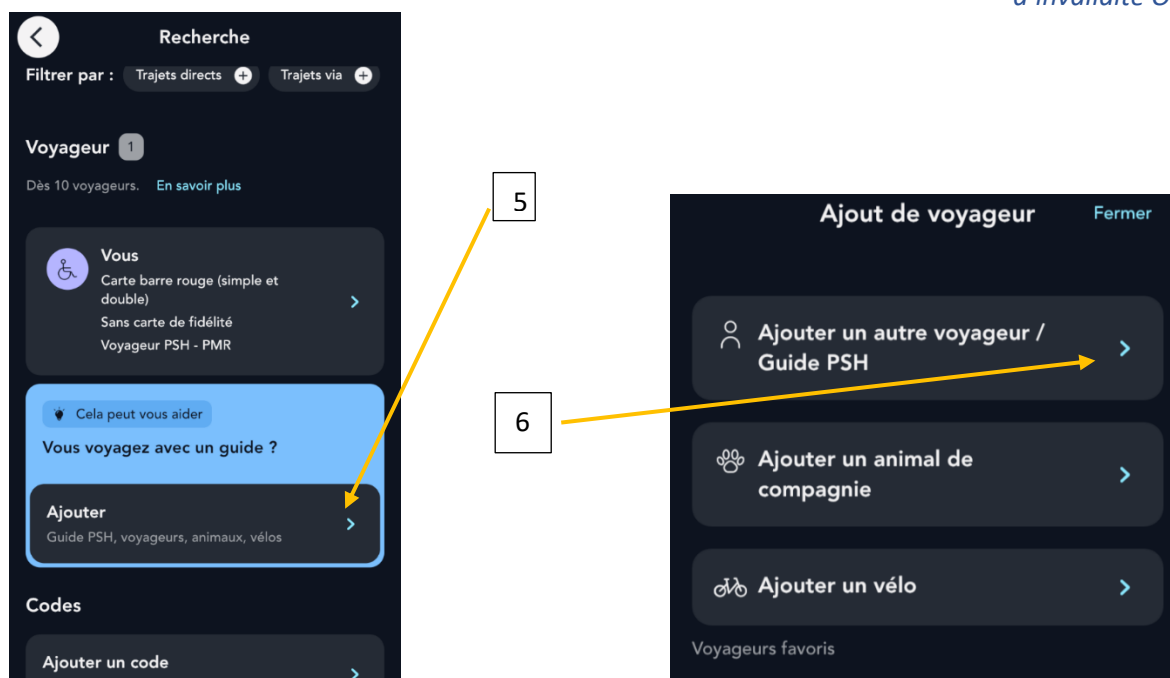 d'invalidité
Recherche
Filtrer par : Trajets directs Trajets via
Voyageur 1
Dès 10 voyageurs. En savoir plus
Vous
Carte barre rouge (simple et
double)
Sans carte de fidélité
Voyageur PSH - PMR
Cela peut vous aider
Vous voyagez avec un guide ?
Ajouter
Guide PSH, voyageurs, animaux, vélos
Codes
Ajouter un code
5
6
Ajout de voyageur Fermer
Ajouter un autre voyageur /
Guide PSH
Ajouter un animal de
compagnie
Ajouter un vélo
Voyageurs favoris